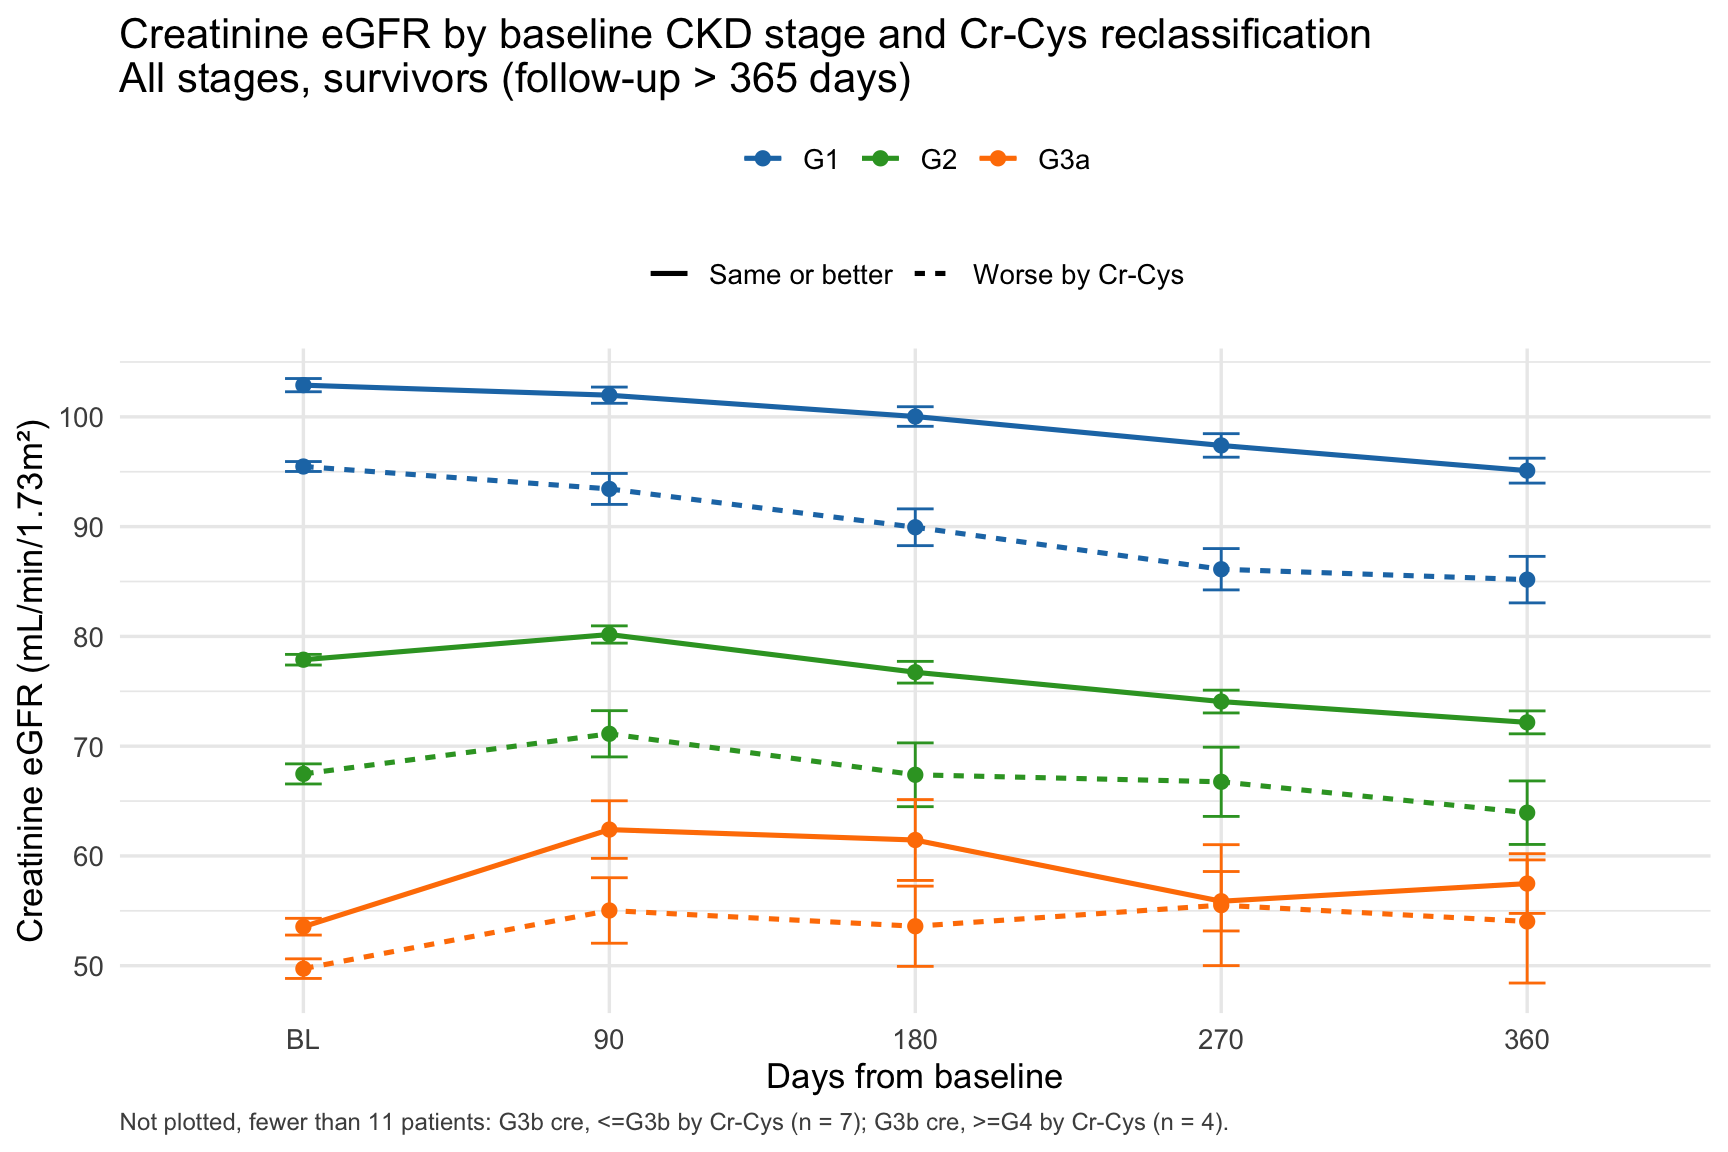 Creatinine eGFR by baseline CKD stage and Cr-Cys reclassification
All stages, survivors (follow-up > 365 days)
G1 G2 G3a
Same or better Worse by Cr-Cys
Creatinine eGFR (mL/min/1.73m²)
100
90
80
70
60
50
BL 90 180 270 360
Days from baseline
Not plotted, fewer than 11 patients: G3b cre, <=G3b by Cr-Cys (n = 7); G3b cre, >=G4 by Cr-Cys (n = 4).